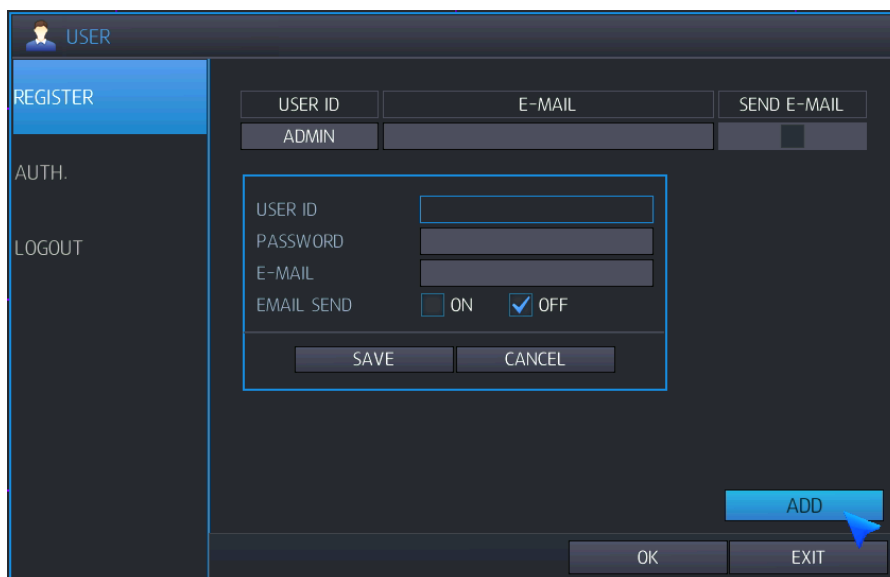 USER
REGISTER
AUTH.
LOGOUT
USER ID E-MAIL SEND E-MAIL
ADMIN
USER ID
PASSWORD
E-MAIL
EMAIL SEND ON OFF
SAVE CANCEL
ADD
OK EXIT